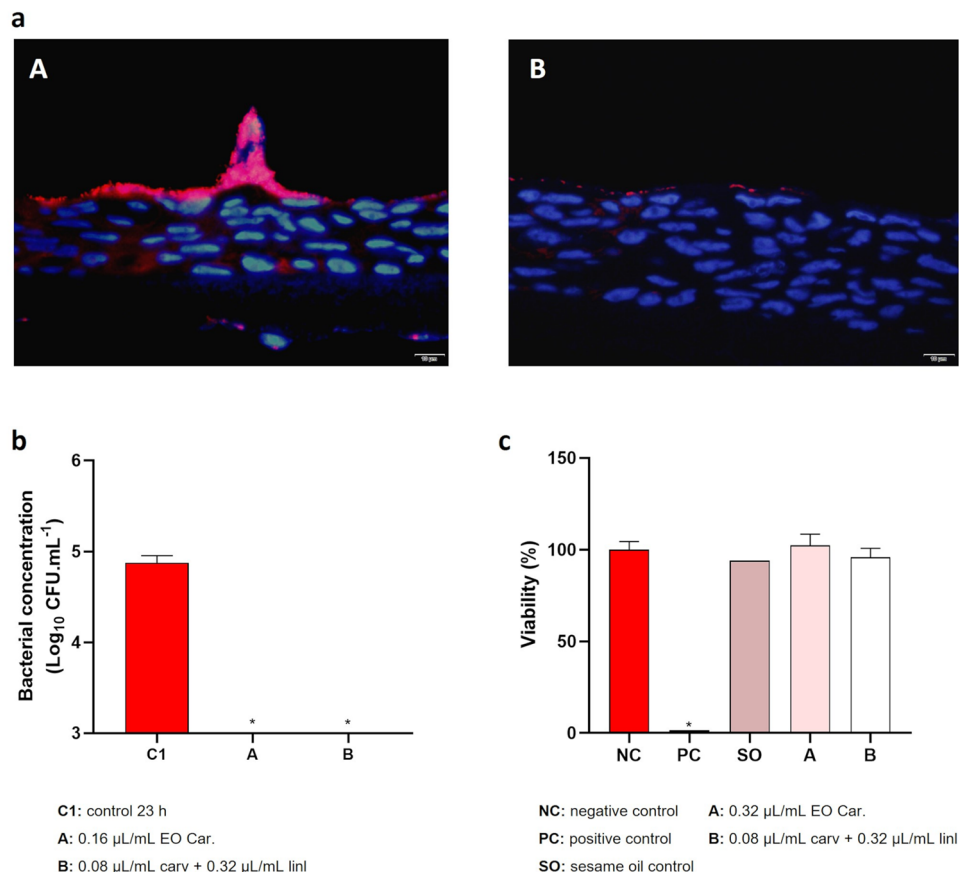 a
A
B
b
c
6
5
4
3
Bacterial concentration
(Log10 CFU.mL-1)
*
*
C1
A
B
C1: control 23 h
A: 0.16 µL/mL EO Car.
B: 0.08 µL/mL carv + 0.32 µL/mL linl
150
100
50
0
Viability (%)
*
NC
PC
SO
A
B
NC: negative control
A: 0.32 µL/mL EO Car.
PC: positive control
B: 0.08 µL/mL carv + 0.32 µL/mL linl
SO: sesame oil control